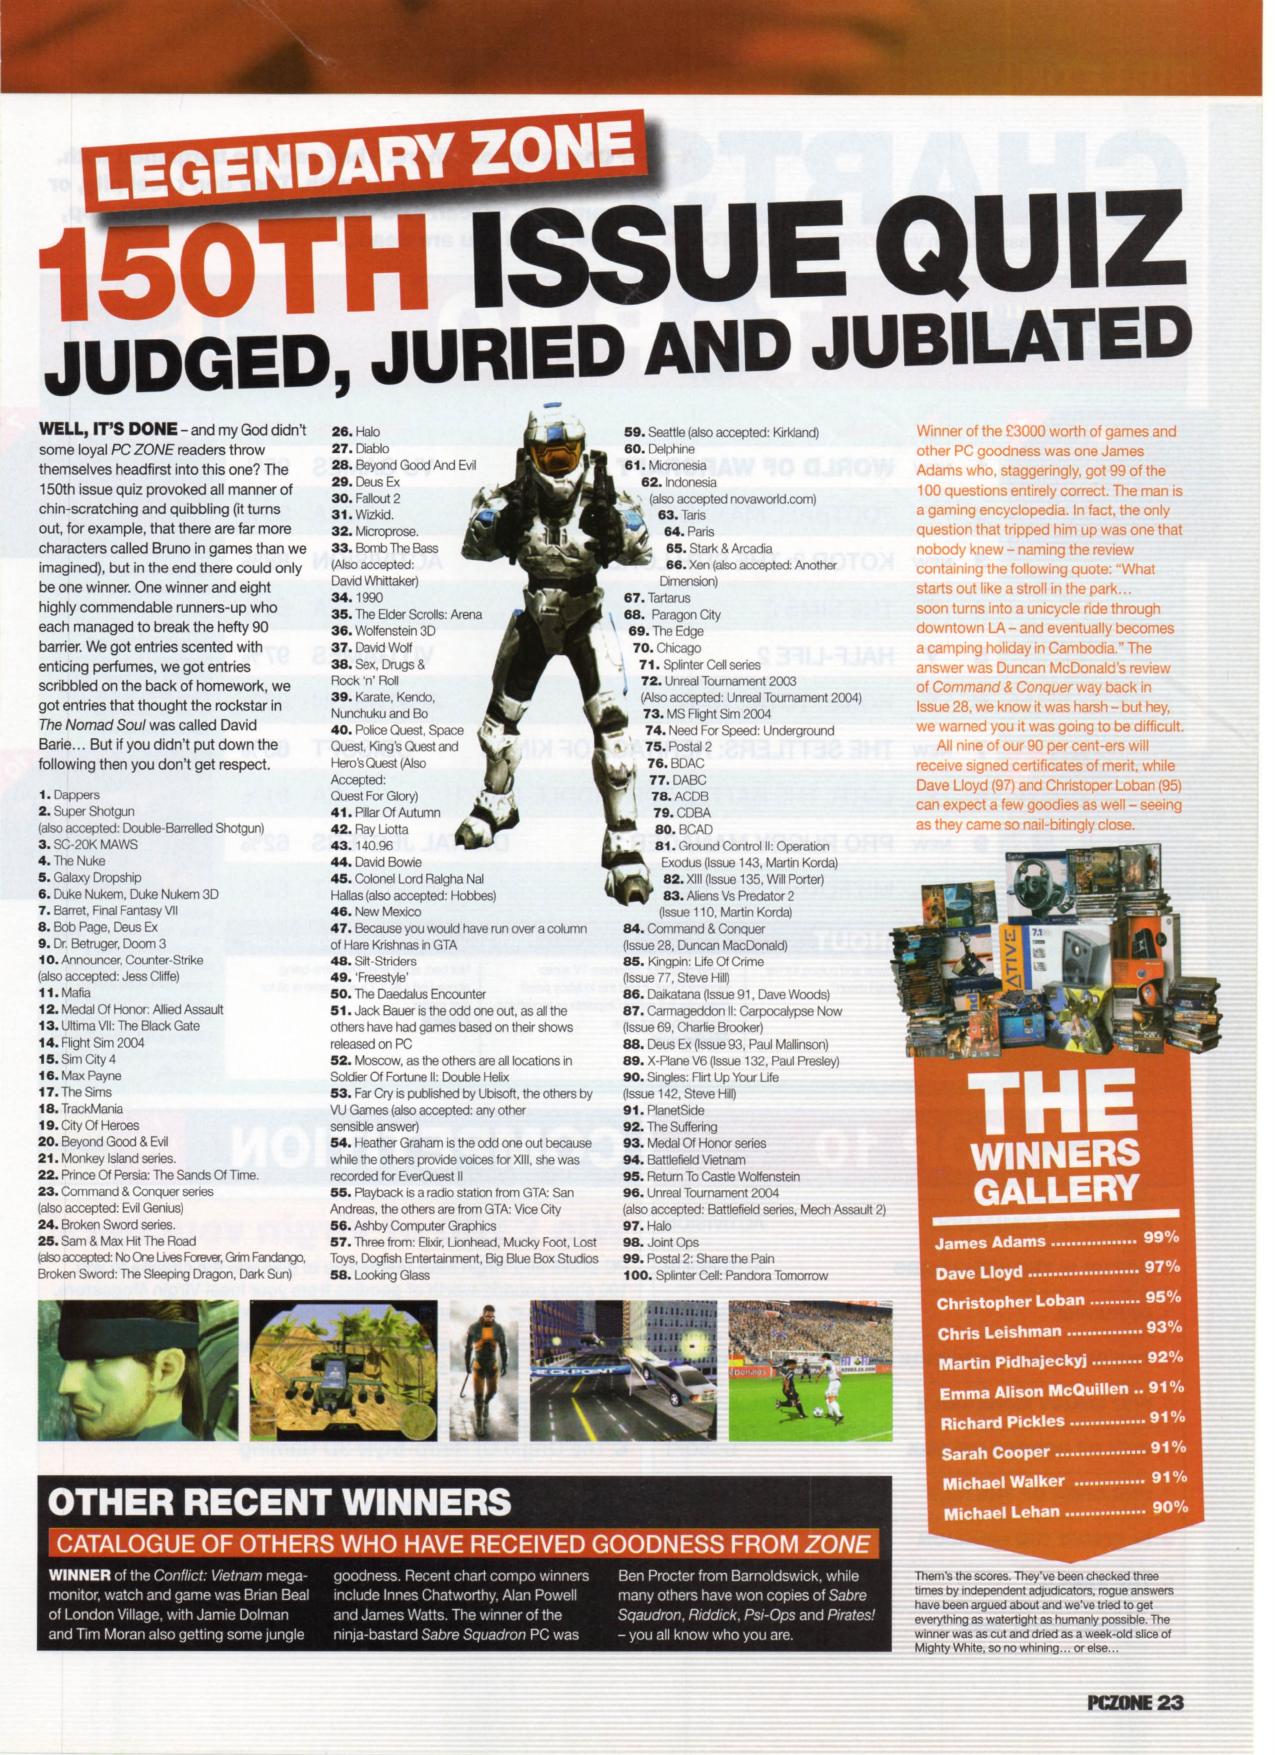 LEGENDARY ZONE
150TH ISSUE QUIZ
JUDGED, JURIED AND JUBILATED
WELL, IT'S DONE – and my God didn't
some loyal PC ZONE readers throw
themselves headfirst into this one? The
150th issue quiz provoked all manner of
chin-scratching and quibbling (it turns
out, for example, that there are far more
characters called Bruno in games than we
imagined), but in the end there could only
be one winner. One winner and eight
highly commendable runners-up who
each managed to break the hefty 90
barrier. We got entries scented with
enticing perfumes, we got entries
scribbled on the back of homework, we
got entries that thought the rockstar in
The Nomad Soul was called David
Barie... But if you didn't put down the
following then you don't get respect.
1. Dappers
2. Super Shotgun
(also accepted: Double-Barrelled Shotgun)
3. SC-20K MAWS
4. The Nuke
5. Galaxy Dropship
6. Duke Nukem, Duke Nukem 3D
7. Barret, Final Fantasy VII
8. Bob Page, Deus Ex
9. Dr. Betruger, Doom 3
10. Announcer, Counter-Strike
(also accepted: Jess Cliffe)
11. Mafia
12. Medal Of Honor: Allied Assault
13. Ultima VII: The Black Gate
14. Flight Sim 2004
15. Sim City 4
16. Max Payne
17. The Sims
18. TrackMania
19. City Of Heroes
20. Beyond Good & Evil
21. Monkey Island series.
22. Prince Of Persia: The Sands Of Time.
23. Command & Conquer series
(also accepted: Evil Genius)
24. Broken Sword series.
25. Sam & Max Hit The Road
(also accepted: No One Lives Forever, Grim Fandango,
Broken Sword: The Sleeping Dragon, Dark Sun)
26. Halo
27. Diablo
28. Beyond Good And Evil
29. Deus Ex
30. Fallout 2
31. Wizkid.
32. Microprose.
33. Bomb The Bass
(Also accepted:
David Whittaker)
34. 1990
35. The Elder Scrolls: Arena
36. Wolfenstein 3D
37. David Wolf
38. Sex, Drugs &
Rock 'n' Roll
39. Karate, Kendo,
Nunchuku and Bo
40. Police Quest, Space
Quest, King's Quest and
Hero's Quest (Also
Accepted:
Quest For Glory)
41. Pillar Of Autumn
42. Ray Liotta
43. 140.96
44. David Bowie
45. Colonel Lord Ralgha Nal
Hallas (also accepted: Hobbes)
46. New Mexico
47. Because you would have run over a column
of Hare Krishnas in GTA
48. Silt-Striders
49. 'Freestyle'
50. The Daedalus Encounter
51. Jack Bauer is the odd one out, as all the
others have had games based on their shows
released on PC
52. Moscow, as the others are all locations in
Soldier Of Fortune II: Double Helix
53. Far Cry is published by Ubisoft, the others by
VU Games (also accepted: any other
sensible answer)
54. Heather Graham is the odd one out because
while the others provide voices for XIII, she was
recorded for EverQuest II
55. Playback is a radio station from GTA: San
Andreas, the others are from GTA: Vice City
56. Ashby Computer Graphics
57. Three from: Elixir, Lionhead, Mucky Foot, Lost
Toys, Dogfish Entertainment, Big Blue Box Studios
58. Looking Glass
59. Seattle (also accepted: Kirkland)
60. Delphine
61. Micronesia
62. Indonesia
(also accepted novaworld.com)
63. Taris
64. Paris
65. Stark & Arcadia
66. Xen (also accepted: Another
Dimension)
67. Tartarus
68. Paragon City
69. The Edge
70. Chicago
71. Splinter Cell series
72. Unreal Tournament 2003
(Also accepted: Unreal Tournament 2004)
73. MS Flight Sim 2004
74. Need For Speed: Underground
75. Postal 2
76. BDAC
77. DABC
78. ACDB
79. CDBA
80. BCAD
81. Ground Control II: Operation
Exodus (Issue 143, Martin Korda)
82. XIII (Issue 135, Will Porter)
83. Aliens Vs Predator 2
(Issue 110, Martin Korda)
84. Command & Conquer
(Issue 28, Duncan MacDonald)
85. Kingpin: Life Of Crime
(Issue 77, Steve Hill)
86. Daikatana (Issue 91, Dave Woods)
87. Carmageddon II: Carpocalypse Now
(Issue 69, Charlie Brooker)
88. Deus Ex (Issue 93, Paul Mallinson)
89. X-Plane V6 (Issue 132, Paul Presley)
90. Singles: Flirt Up Your Life
(Issue 142, Steve Hill)
91. PlanetSide
92. The Suffering
93. Medal Of Honor series
94. Battlefield Vietnam
95. Return To Castle Wolfenstein
96. Unreal Tournament 2004
(also accepted: Battlefield series, Mech Assault 2)
97. Halo
98. Joint Ops
99. Postal 2: Share the Pain
100. Splinter Cell: Pandora Tomorrow
Winner of the £3000 worth of games and
other PC goodness was one James
Adams who, staggeringly, got 99 of the
100 questions entirely correct. The man is
a gaming encyclopedia. In fact, the only
question that tripped him up was one that
nobody knew – naming the review
containing the following quote: "What
starts out like a stroll in the park...
soon turns into a unicycle ride through
downtown LA – and eventually becomes
a camping holiday in Cambodia." The
answer was Duncan McDonald's review
of Command & Conquer way back in
Issue 28, we know it was harsh – but hey,
we warned you it was going to be difficult.
All nine of our 90 per cent-ers will
receive signed certificates of merit, while
Dave Lloyd (97) and Christoper Loban (95)
can expect a few goodies as well – seeing
as they came so nail-bitingly close.
THE
WINNERS
GALLERY
James Adams ................ 99%
Dave Lloyd ...................... 97%
Christopher Loban .......... 95%
Chris Leishman ............... 93%
Martin Pidhajeckyj .......... 92%
Emma Alison McQuillen .. 91%
Richard Pickles ............... 91%
Sarah Cooper .................. 91%
Michael Walker .............. 91%
Michael Lehan ................ 90%
Them's the scores. They've been checked three
times by independent adjudicators, rogue answers
have been argued about and we've tried to get
everything as watertight as humanly possible. The
winner was as cut and dried as a week-old slice of
Mighty White, so no whining... or else...
CHECKPOINT
OTHER RECENT WINNERS
CATALOGUE OF OTHERS WHO HAVE RECEIVED GOODNESS FROM ZONE
WINNER of the Conflict: Vietnam mega-
monitor, watch and game was Brian Beal
of London Village, with Jamie Dolman
and Tim Moran also getting some jungle
goodness. Recent chart compo winners
include Innes Chatworthy, Alan Powell
and James Watts. The winner of the
ninja-bastard Sabre Squadron PC was
Ben Procter from Barnoldswick, while
many others have won copies of Sabre
Sqaudron, Riddick, Psi-Ops and Pirates!
– you all know who you are.
PCZONE 23